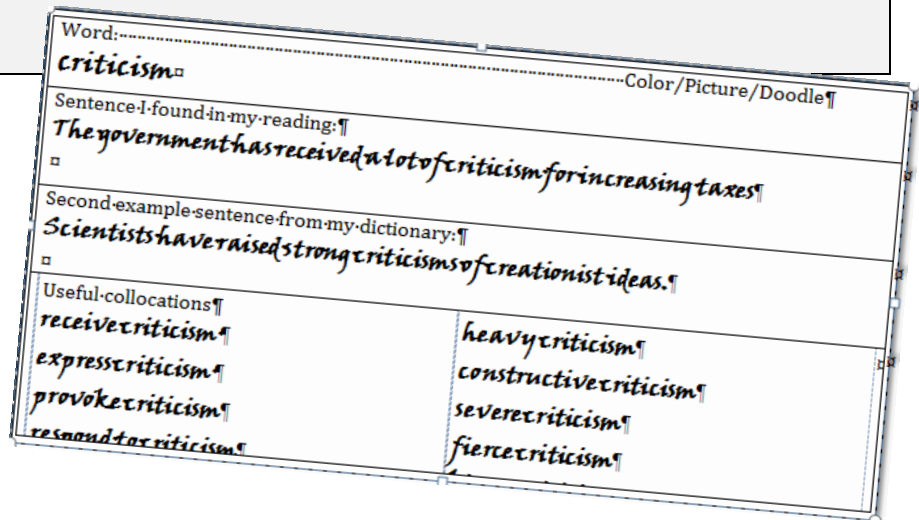 Word: Color/Picture/Doodle¶
criticism¤
Sentence·I·found·in·my·reading:¶
The government has received a lot of criticism for increasing taxes¶
¤
Second·example·sentence·from·my·dictionary:¶
Scientists have raised strong criticisms of creationist ideas.¶
¤
Useful·collocations¶
receive criticism¶
express criticism¶
provoke criticism¶
respond to criticism¶
heavy criticism¶
constructive criticism¶
severe criticism¶
fierce criticism¶